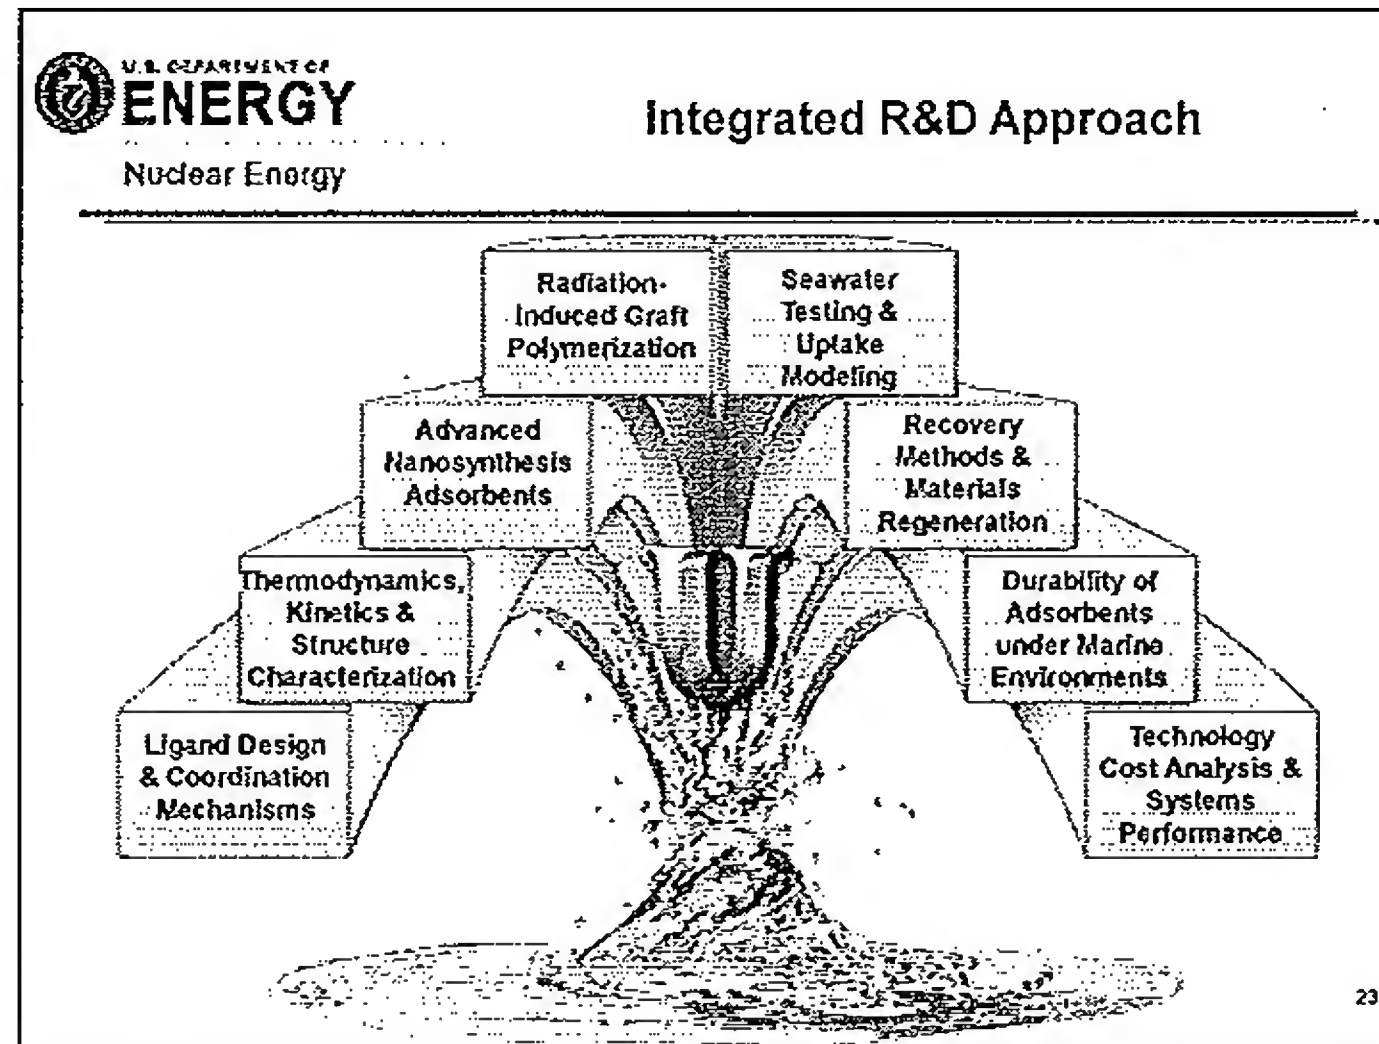 U.S. DEPARTMENT OF
ENERGY
Nuclear Energy
Integrated R&D Approach
Radiation-
Induced Graft
Polymerization
Seawater
Testing &
Uptake
Modeling
Advanced
Nanosynthesis
Adsorbents
Recovery
Methods &
Materials
Regeneration
Thermodynamics,
Kinetics &
Structure
Characterization
Durability of
Adsorbents
under Marine
Environments
Ligand Design
& Coordination
Mechanisms
Technology
Cost Analysis &
Systems
Performance
U
23